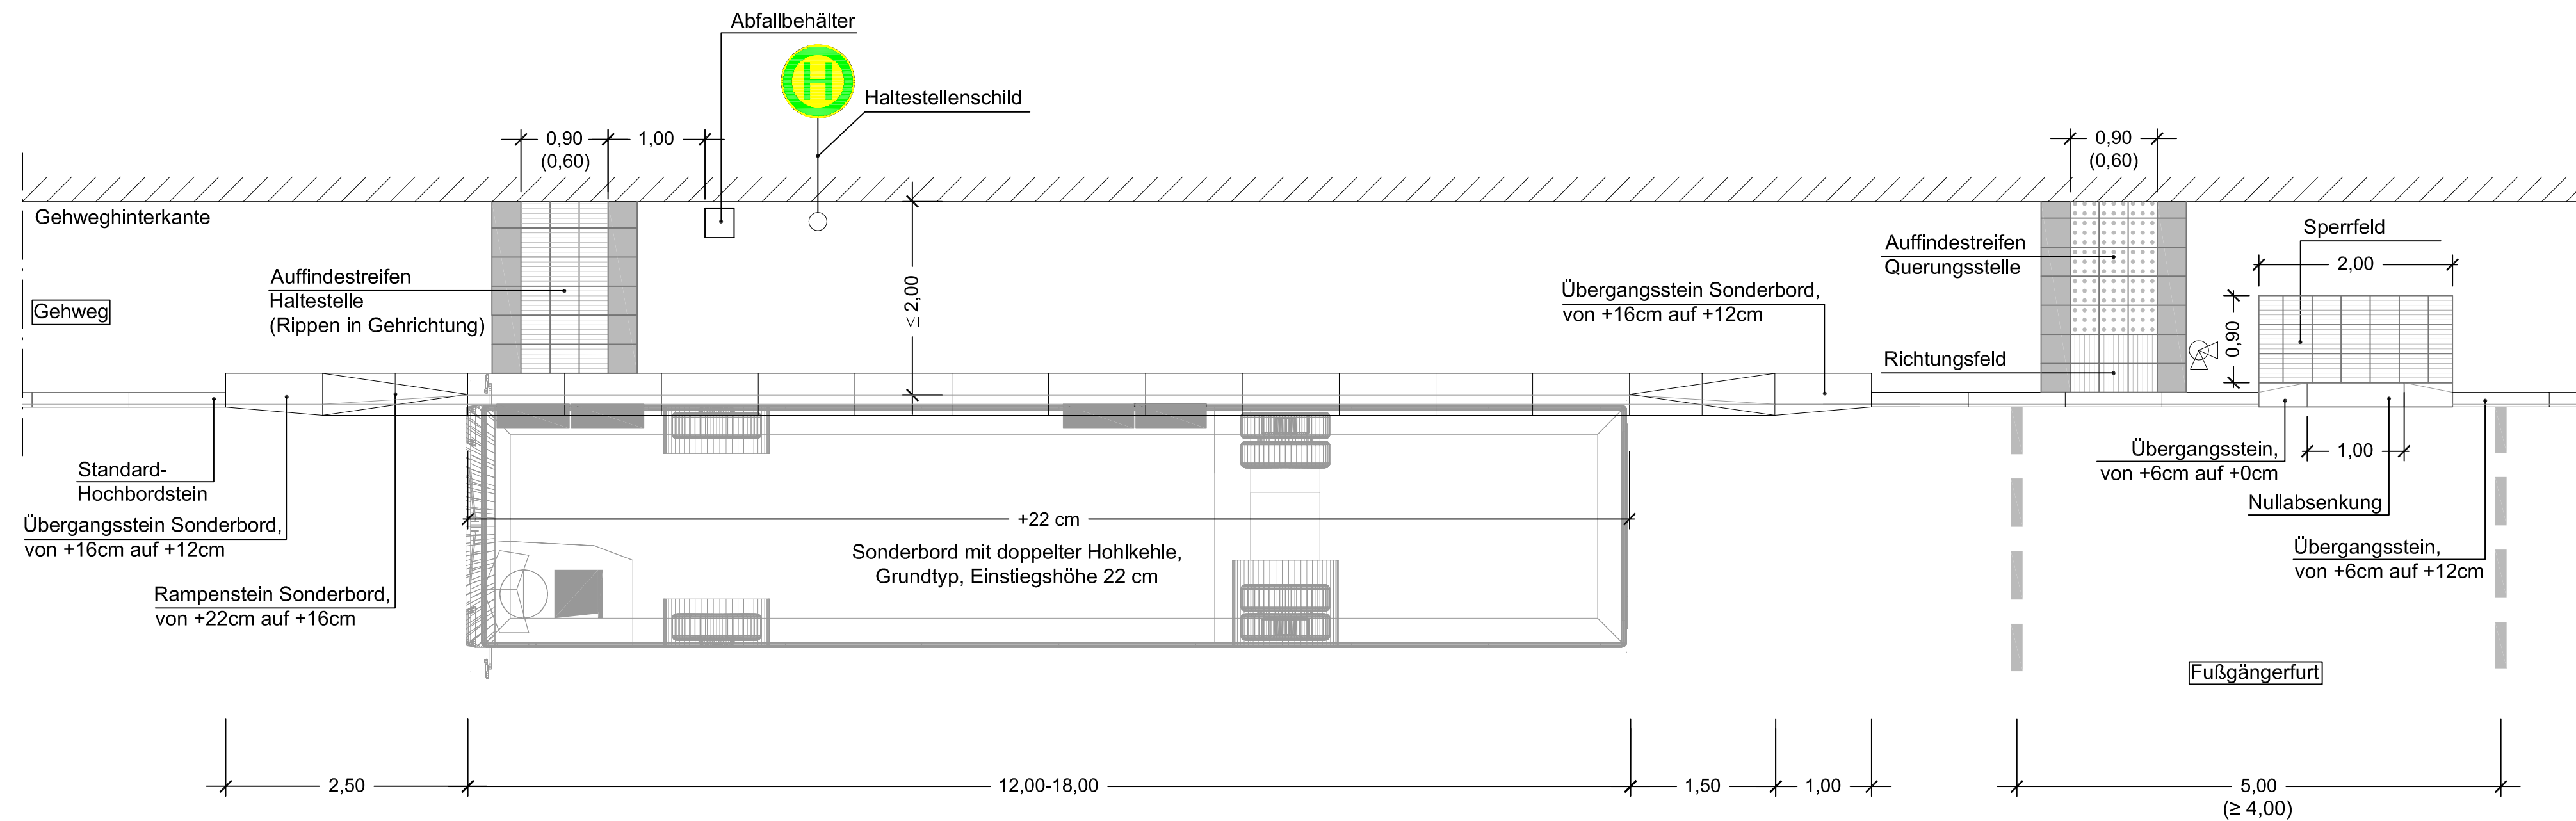 Abfallbehälter
H
Haltestellenschild
0,90
(0,60)
1,00
0,90
(0,60)
Gehweghinterkante
Auffindestreifen
Haltestelle
(Rippen in Gehrichtung)
Gehweg
≤ 2,00
Übergangsstein Sonderbord,
von +16cm auf +12cm
Auffindestreifen
Querungsstelle
Richtungsfeld
Sperrfeld
2,00
0,90
Standard-
Hochbordstein
Übergangsstein Sonderbord,
von +16cm auf +12cm
Rampenstein Sonderbord,
von +22cm auf +16cm
+22 cm
Sonderbord mit doppelter Hohlkehle,
Grundtyp, Einstiegshöhe 22 cm
Übergangsstein,
von +6cm auf +0cm
1,00
Nullabsenkung
Übergangsstein,
von +6cm auf +12cm
Fußgängerfurt
2,50
12,00-18,00
1,50
1,00
5,00
(≥ 4,00)